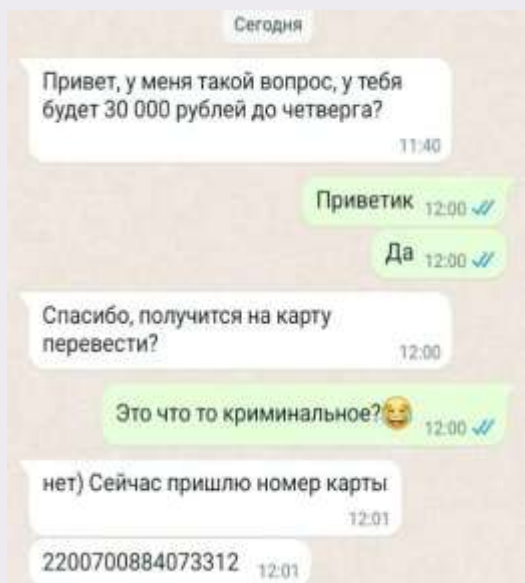 Сегодня
Привет, у меня такой вопрос, у тебя
будет 30 000 рублей до четверга?
11:40
Приветик 12:00
Да 12:00
Спасибо, получится на карту
перевести?
12:00
Это что то криминальное?😂 12:00
нет) Сейчас пришлю номер карты
12:01
2200700884073312 12:01